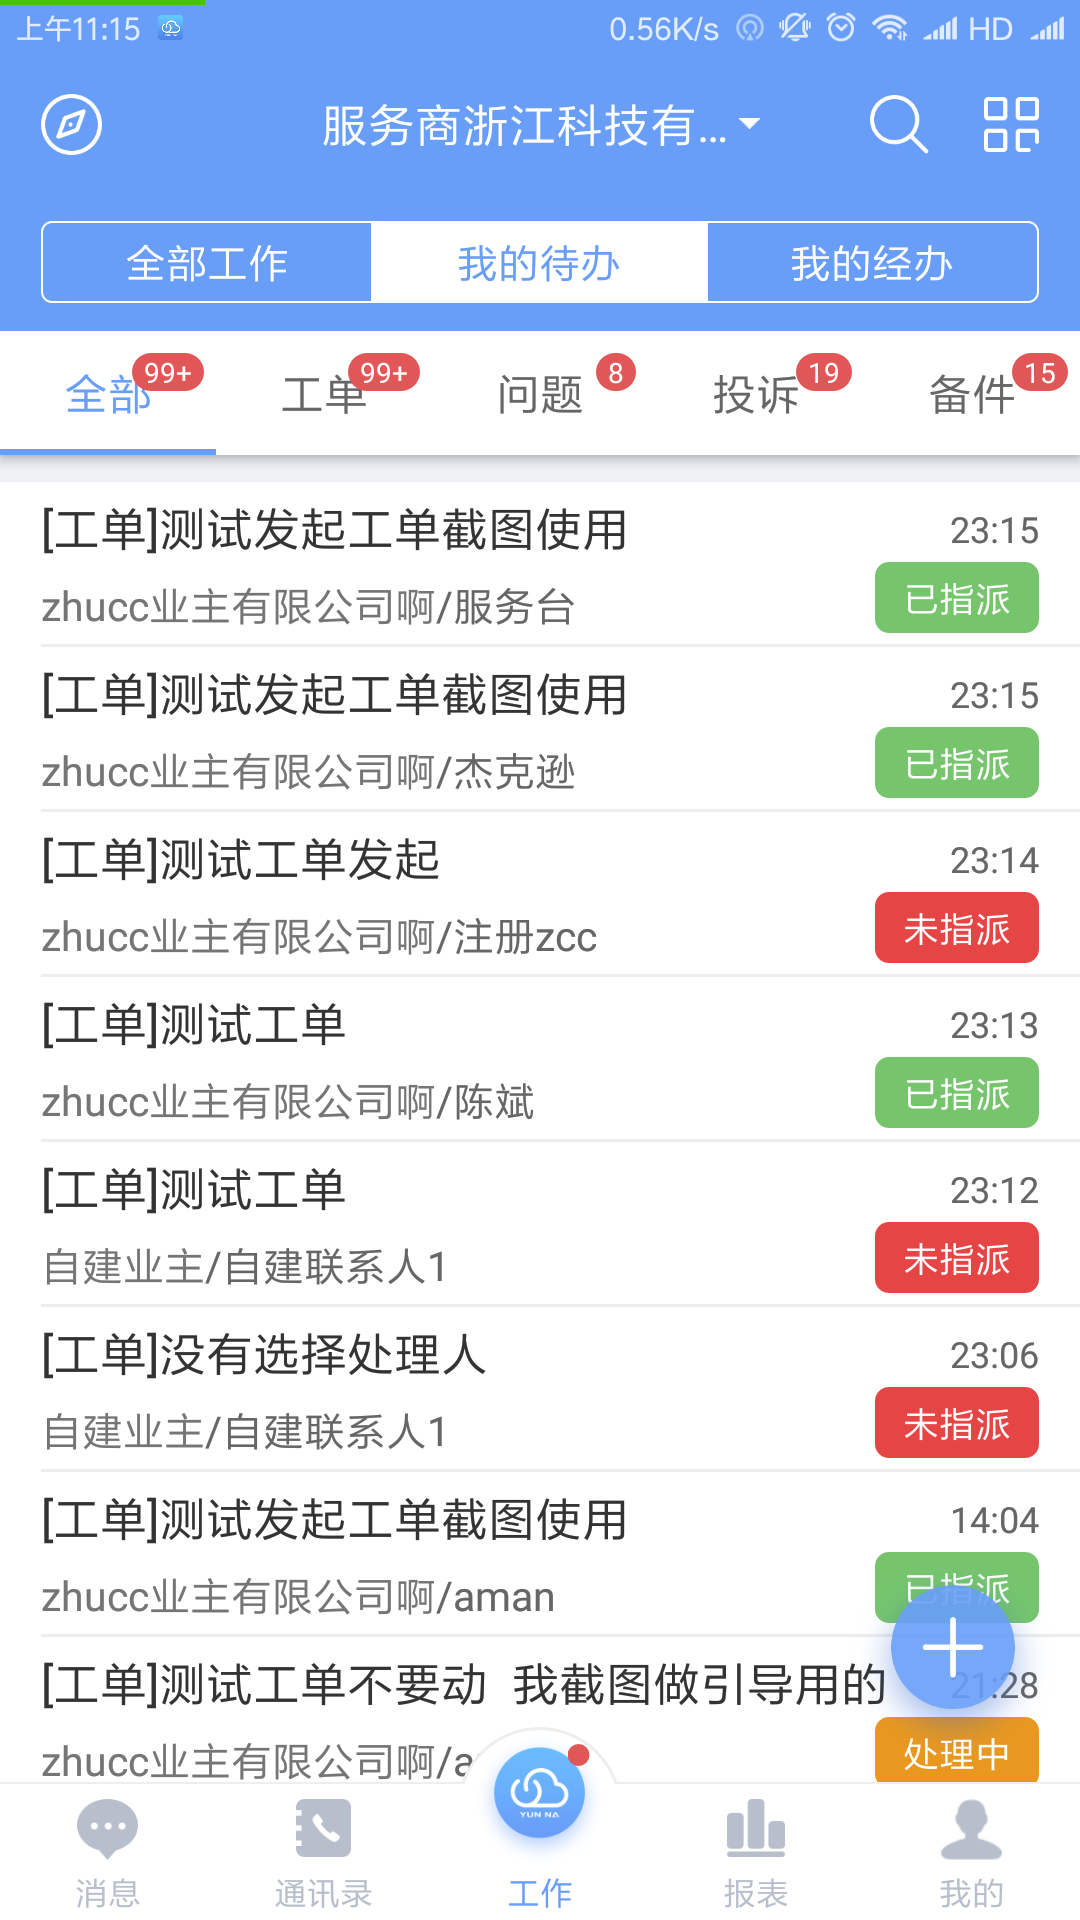 上午11:15 0.56K/s HD
服务商浙江科技有...
全部工作 我的待办 我的经办
全部 99+ 工单 99+ 问题 8 投诉 19 备件 15
[工单]测试发起工单截图使用 23:15
zhucc业主有限公司啊/服务台 已指派
[工单]测试发起工单截图使用 23:15
zhucc业主有限公司啊/杰克逊 已指派
[工单]测试工单发起 23:14
zhucc业主有限公司啊/注册zcc 未指派
[工单]测试工单 23:13
zhucc业主有限公司啊/陈斌 已指派
[工单]测试工单 23:12
自建业主/自建联系人1 未指派
[工单]没有选择处理人 23:06
自建业主/自建联系人1 未指派
[工单]测试发起工单截图使用 14:04
zhucc业主有限公司啊/aman 已指派
[工单]测试工单不要动 我截图做引导用的 21:28
zhucc业主有限公司啊/a 处理中
YUN NA
消息 通讯录 工作 报表 我的